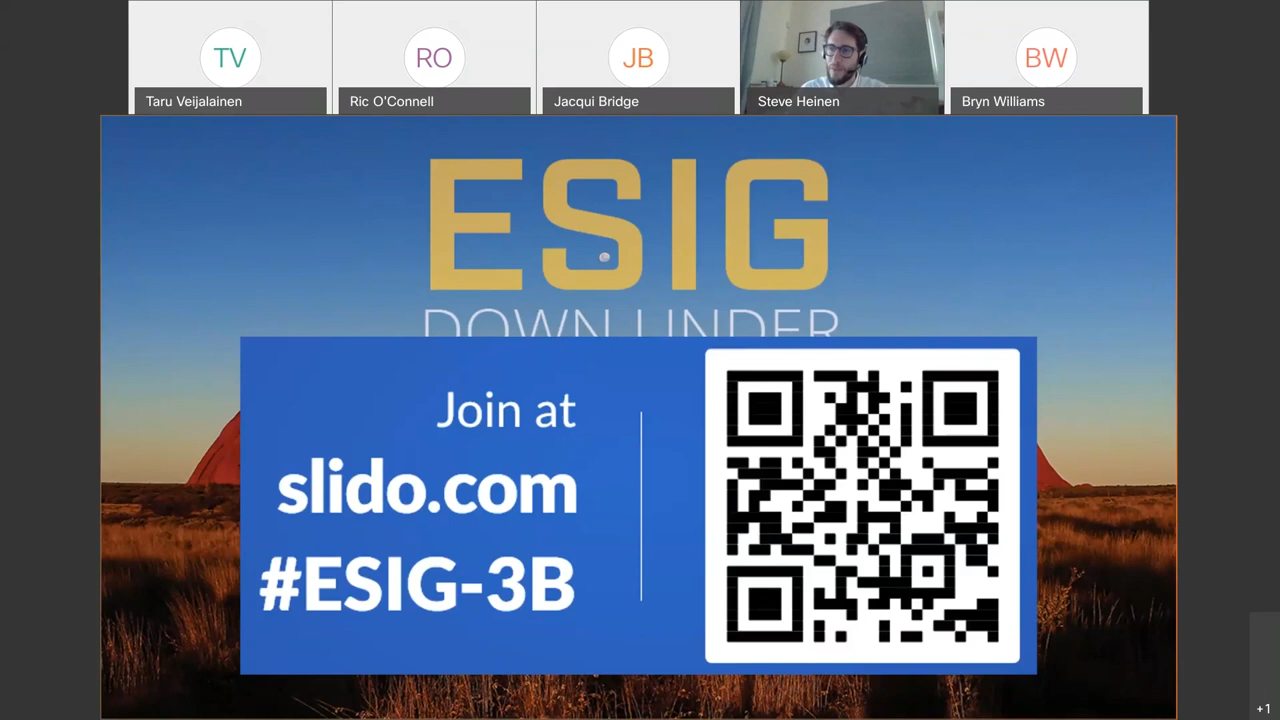 TV
RO
JB
BW
Taru Veijalainen
Ric O'Connell
Jacqui Bridge
Steve Heinen
Bryn Williams
ESIG
DOWN UNDER
Join at
slido.com
#ESIG-3B
+1